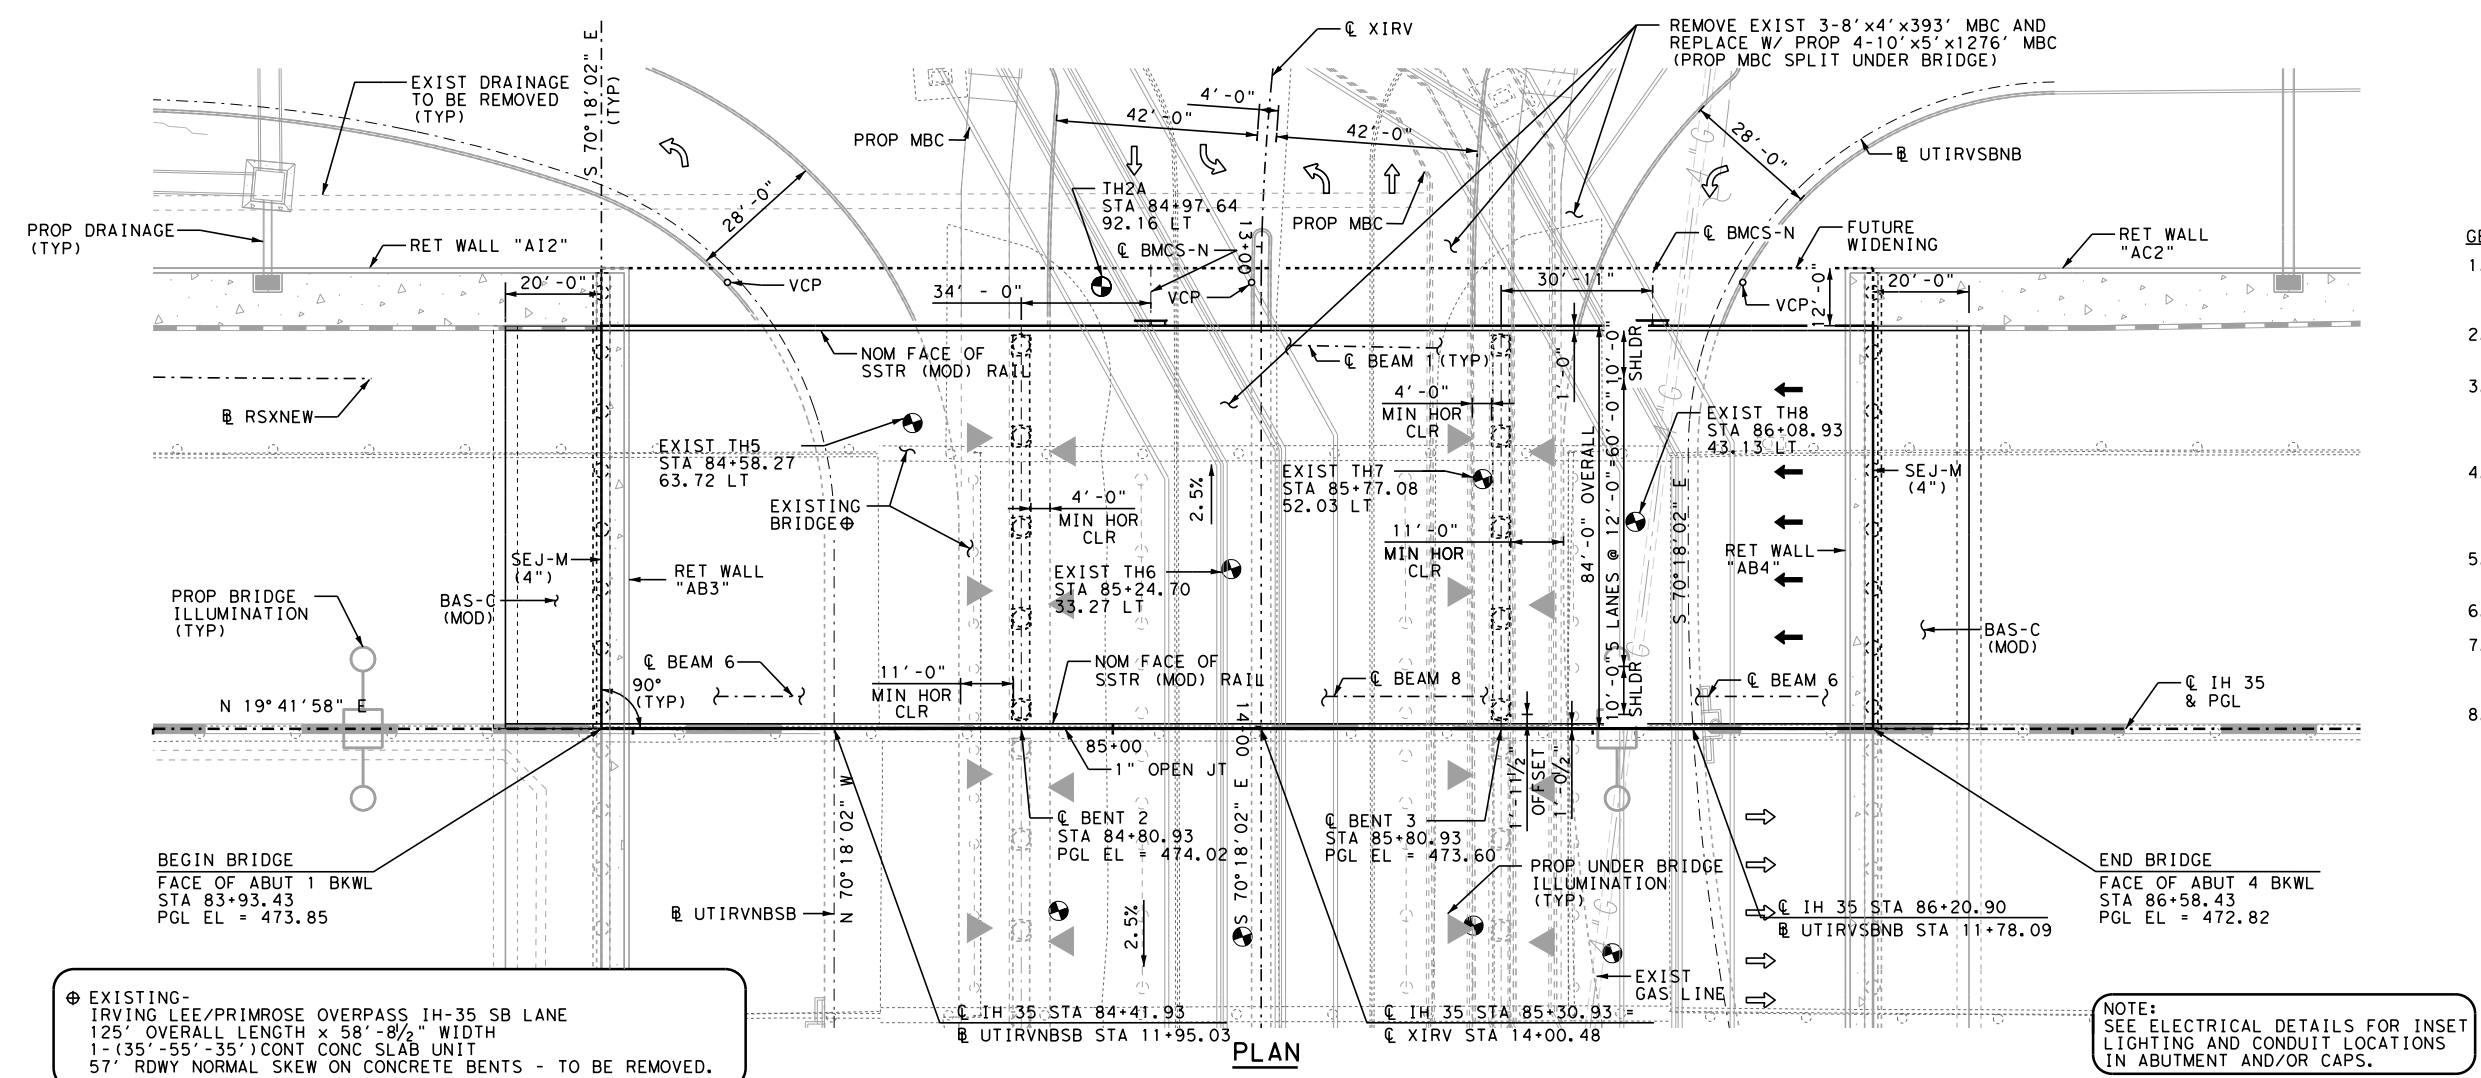 ℄ XIRV
REMOVE EXIST 3-8'x4'x393' MBC AND
REPLACE W/ PROP 4-10'x5'x1276' MBC
(PROP MBC SPLIT UNDER BRIDGE)
S 70°18'02" E
(TYP)
EXIST DRAINAGE
TO BE REMOVED
(TYP)
4'-0"
42'-0"
42'-0"
PROP MBC
28'-0"
28'-0"
B̲L UTIRVSBNB
TH2A
STA 84+97.64
92.16 LT
℄ BMCS-N
13+00
PROP MBC
℄ BMCS-N
FUTURE
WIDENING
PROP DRAINAGE
(TYP)
RET WALL "AI2"
RET WALL
"AC2"
GE
20'-0"
VCP
34' - 0"
VCP
30'-11"
VCP
12'-0"
20'-0"
1.
NOM FACE OF
SSTR (MOD) RAIL
℄ BEAM 1(TYP)
1'-0"
10'-0"
SHLDR
2.
B̲L RSXNEW
4'-0"
MIN HOR
CLR
EXIST TH8
STA 86+08.93
43.13 LT
3.
EXIST TH5
STA 84+58.27
63.72 LT
EXISTING
BRIDGE⊕
4'-0"
MIN HOR
CLR
2.5%
EXIST TH7
STA 85+77.08
52.03 LT
11'-0"
MIN HOR
CLR
84'-0" OVERALL
5 LANES @ 12'-0"=60'-0"
S 70°18'02" E
SEJ-M
(4")
4.
SEJ-M
(4")
RET WALL
"AB3"
EXIST TH6
STA 85+24.70
33.27 LT
RET WALL
"AB4"
5.
PROP BRIDGE
ILLUMINATION
(TYP)
BAS-C
(MOD)
BAS-C
(MOD)
6.
7.
℄ BEAM 6
11'-0"
MIN HOR
CLR
NOM FACE OF
SSTR (MOD) RAIL
℄ BEAM 8
10'-0"
SHLDR
℄ BEAM 6
℄ IH 35
& PGL
8.
N 19°41'58" E
90°
(TYP)
85+00
1" OPEN JT
14+00
1'-11½"
OFFSET
1'-0½"
℄ BENT 2
STA 84+80.93
PGL EL = 474.02
℄ BENT 3
STA 85+80.93
PGL EL = 473.60
BEGIN BRIDGE
FACE OF ABUT 1 BKWL
STA 83+93.43
PGL EL = 473.85
B̲L UTIRVNBSB
N 70°18'02" W
2.5%
S 70°18'02" E
PROP UNDER BRIDGE
ILLUMINATION
(TYP)
END BRIDGE
FACE OF ABUT 4 BKWL
STA 86+58.43
PGL EL = 472.82
℄ IH 35 STA 86+20.90
B̲L UTIRVSBNB STA 11+78.09
EXIST
GAS LINE
G
⊕ EXISTING-
IRVING LEE/PRIMROSE OVERPASS IH-35 SB LANE
125' OVERALL LENGTH x 58'-8½" WIDTH
1-(35'-55'-35')CONT CONC SLAB UNIT
57' RDWY NORMAL SKEW ON CONCRETE BENTS - TO BE REMOVED.
℄ IH 35 STA 84+41.93
B̲L UTIRVNBSB STA 11+95.03
℄ IH 35 STA 85+30.93 =
℄ XIRV STA 14+00.48
PLAN
NOTE:
SEE ELECTRICAL DETAILS FOR INSET
LIGHTING AND CONDUIT LOCATIONS
IN ABUTMENT AND/OR CAPS.